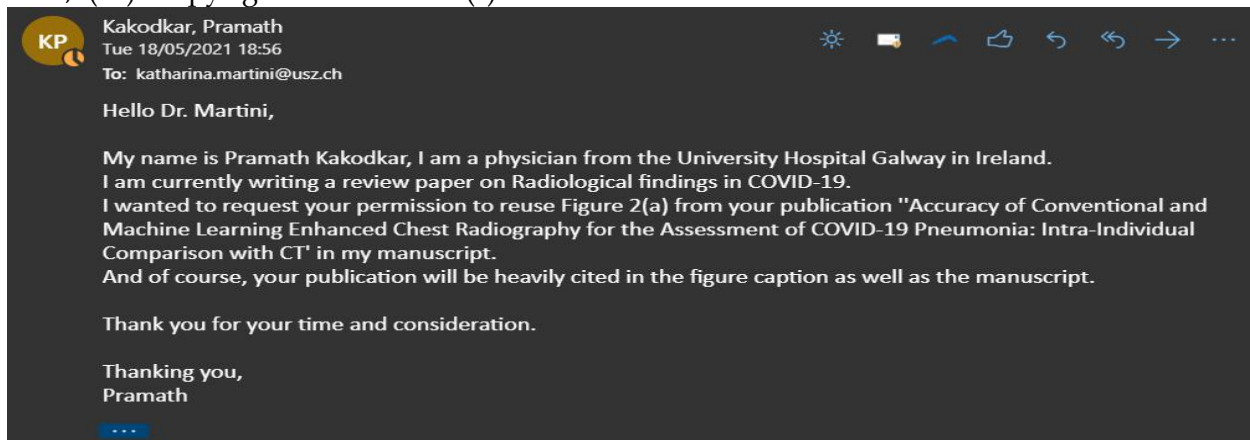 KP
Kakodkar, Pramath
Tue 18/05/2021 18:56
To: katharina.martini@usz.ch
Hello Dr. Martini,
My name is Pramath Kakodkar, I am a physician from the University Hospital Galway in Ireland.
I am currently writing a review paper on Radiological findings in COVID-19.
I wanted to request your permission to reuse Figure 2(a) from your publication "Accuracy of Conventional and
Machine Learning Enhanced Chest Radiography for the Assessment of COVID-19 Pneumonia: Intra-Individual
Comparison with CT' in my manuscript.
And of course, your publication will be heavily cited in the figure caption as well as the manuscript.
Thank you for your time and consideration.
Thanking you,
Pramath